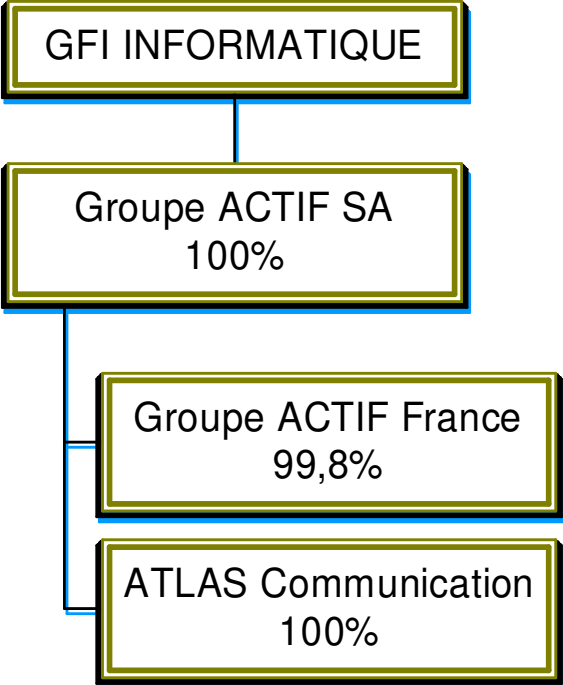 GFI INFORMATIQUE
Groupe ACTIF SA
100%
Groupe ACTIF France
99,8%
ATLAS Communication
100%